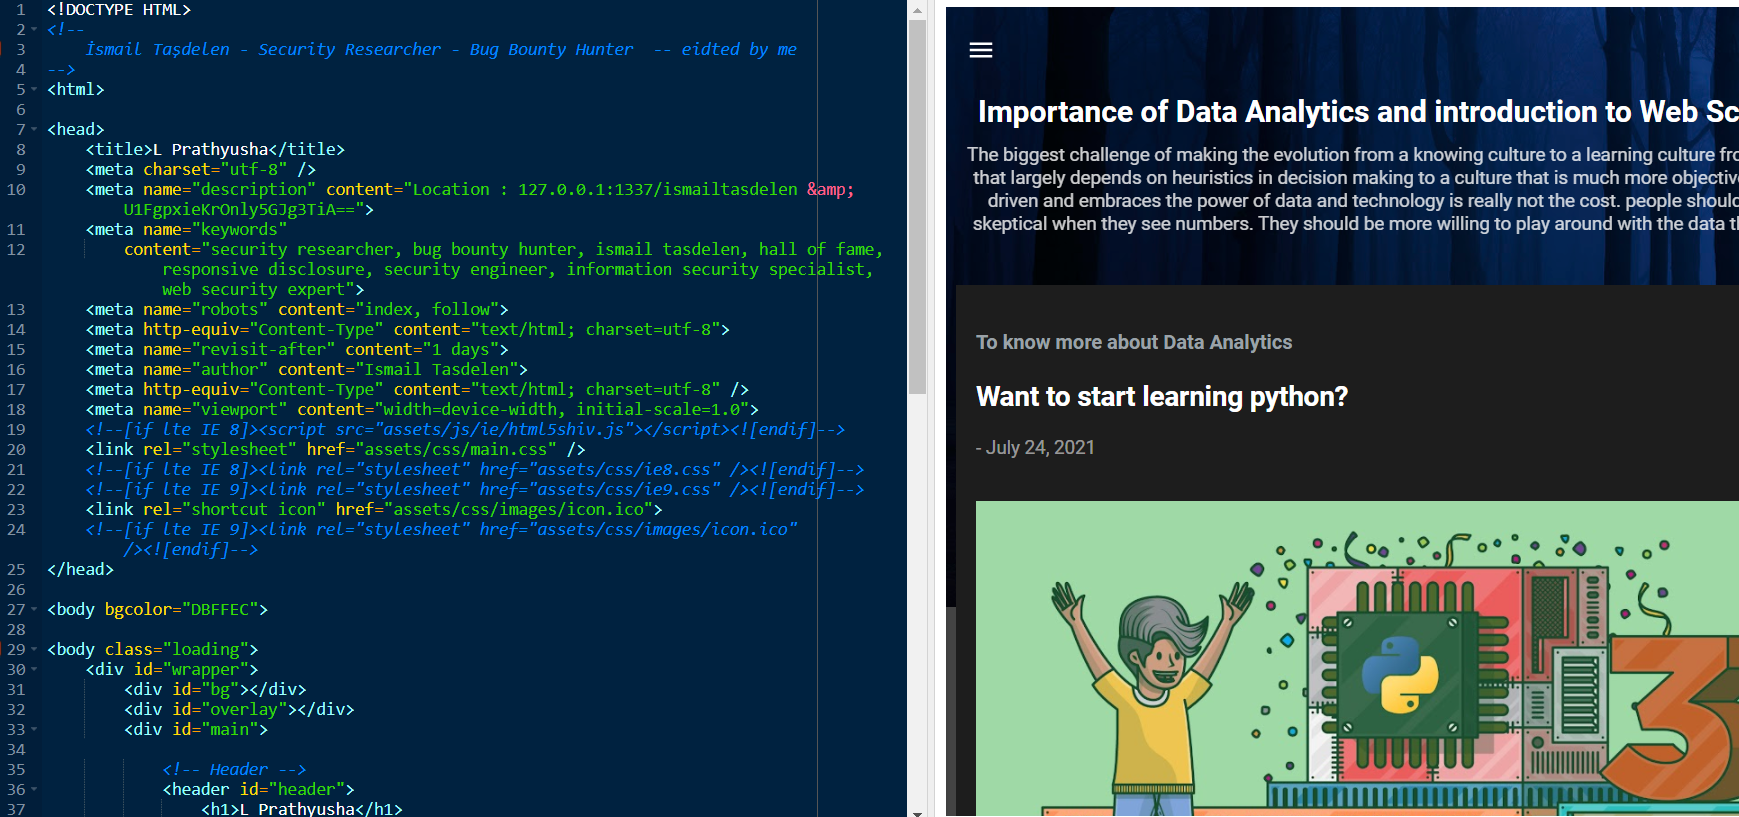 1 <!DOCTYPE HTML>
2 <!--
3 İsmail Taşdelen - Security Researcher - Bug Bounty Hunter  -- eidted by me
4 -->
5 <html>
6
7 <head>
8 <title>L Prathyusha</title>
9 <meta charset="utf-8" />
10 <meta name="description" content="Location : 127.0.0.1:1337/ismailtasdelen &amp;
U1FgpxieKrOnly5GJg3TiA==">
11 <meta name="keywords"
12 content="security researcher, bug bounty hunter, ismail tasdelen, hall of fame,
responsive disclosure, security engineer, information security specialist,
web security expert">
13 <meta name="robots" content="index, follow">
14 <meta http-equiv="Content-Type" content="text/html; charset=utf-8">
15 <meta name="revisit-after" content="1 days">
16 <meta name="author" content="Ismail Tasdelen">
17 <meta http-equiv="Content-Type" content="text/html; charset=utf-8" />
18 <meta name="viewport" content="width=device-width, initial-scale=1.0">
19 <!--[if lte IE 8]><script src="assets/js/ie/html5shiv.js"></script><![endif]-->
20 <link rel="stylesheet" href="assets/css/main.css" />
21 <!--[if lte IE 8]><link rel="stylesheet" href="assets/css/ie8.css" /><![endif]-->
22 <!--[if lte IE 9]><link rel="stylesheet" href="assets/css/ie9.css" /><![endif]-->
23 <link rel="shortcut icon" href="assets/css/images/icon.ico">
24 <!--[if lte IE 9]><link rel="stylesheet" href="assets/css/images/icon.ico"
/><![endif]-->
25 </head>
26
27 <body bgcolor="DBFFEC">
28
29 <body class="loading">
30 <div id="wrapper">
31 <div id="bg"></div>
32 <div id="overlay"></div>
33 <div id="main">
34
35 <!-- Header -->
36 <header id="header">
37 <h1>L Prathyusha</h1>
Importance of Data Analytics and introduction to Web Sc
The biggest challenge of making the evolution from a knowing culture to a learning culture fro
that largely depends on heuristics in decision making to a culture that is much more objectiv
driven and embraces the power of data and technology is really not the cost. people shoul
skeptical when they see numbers. They should be more willing to play around with the data t
To know more about Data Analytics
Want to start learning python?
- July 24, 2021
3